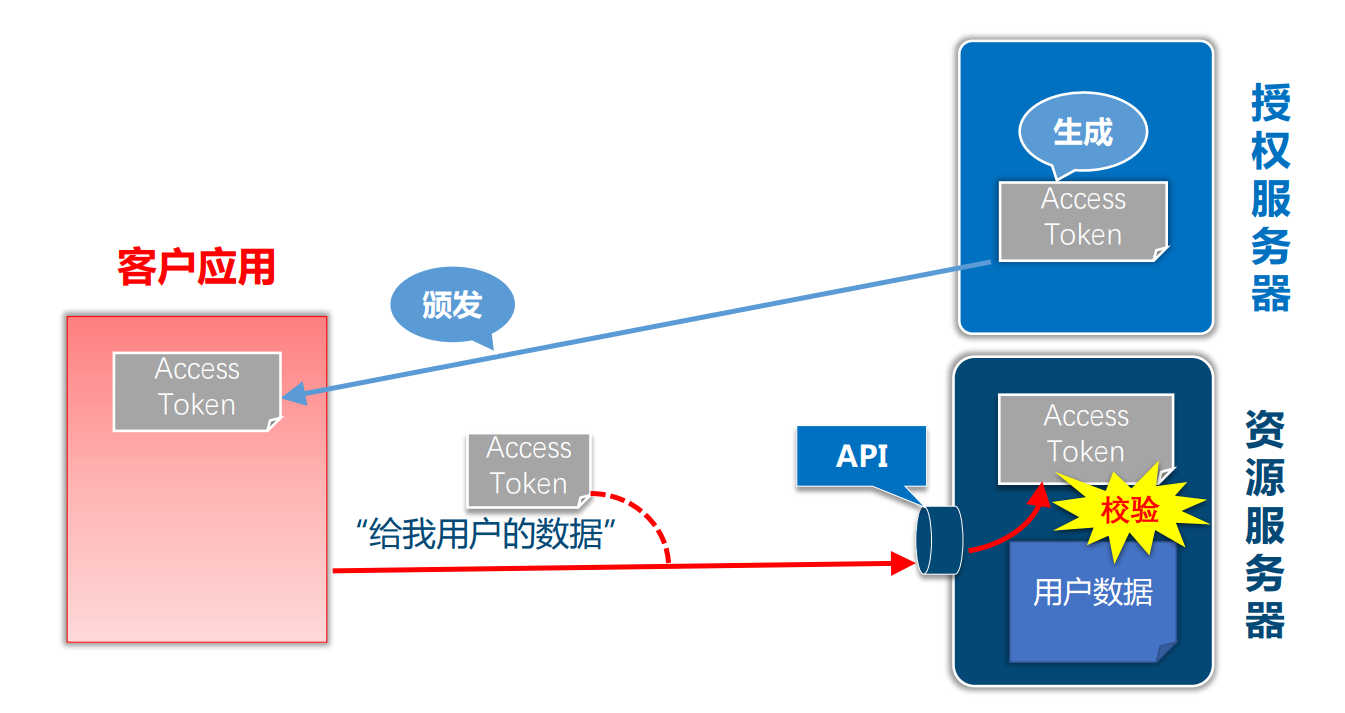 客户应用
Access
Token
颁发
生成
Access
Token
授权服务器
Access
Token
“给我用户的数据”
API
Access
Token
校验
用户数据
资源服务器